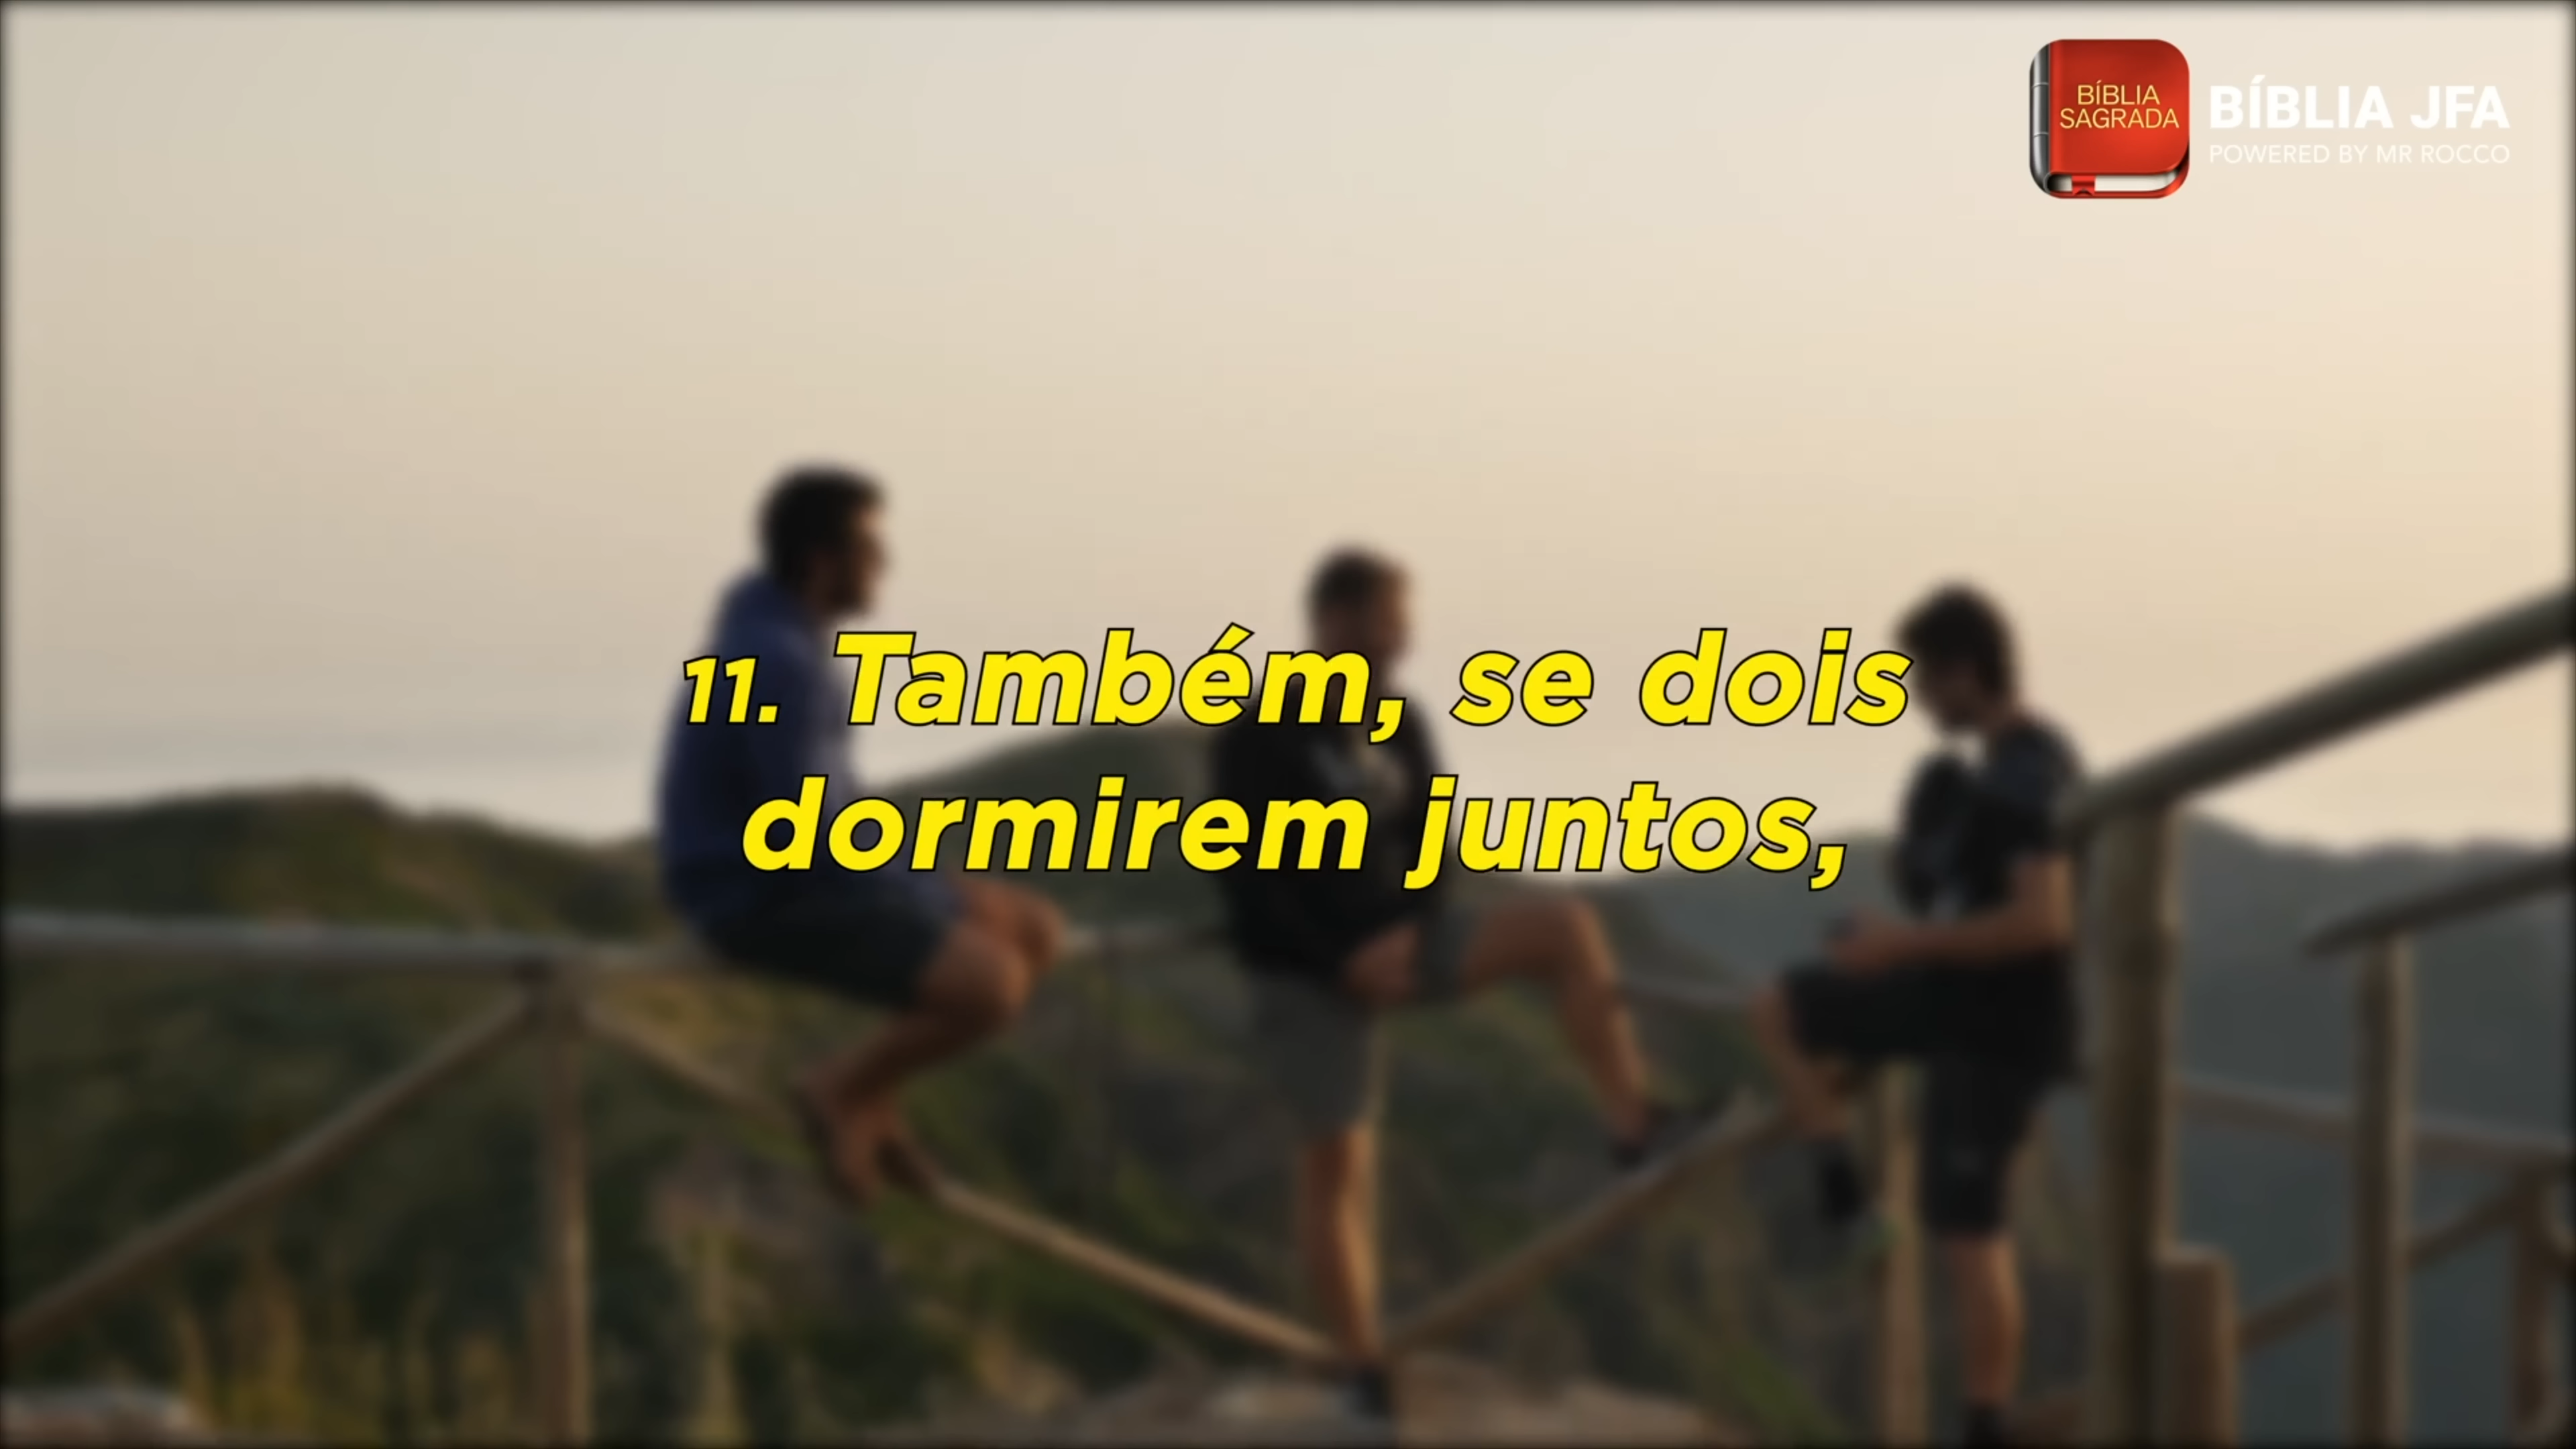 BÍBLIA
SAGRADA
BÍBLIA JFA
POWERED BY MR ROCCO
11. Também, se dois
dormirem juntos,